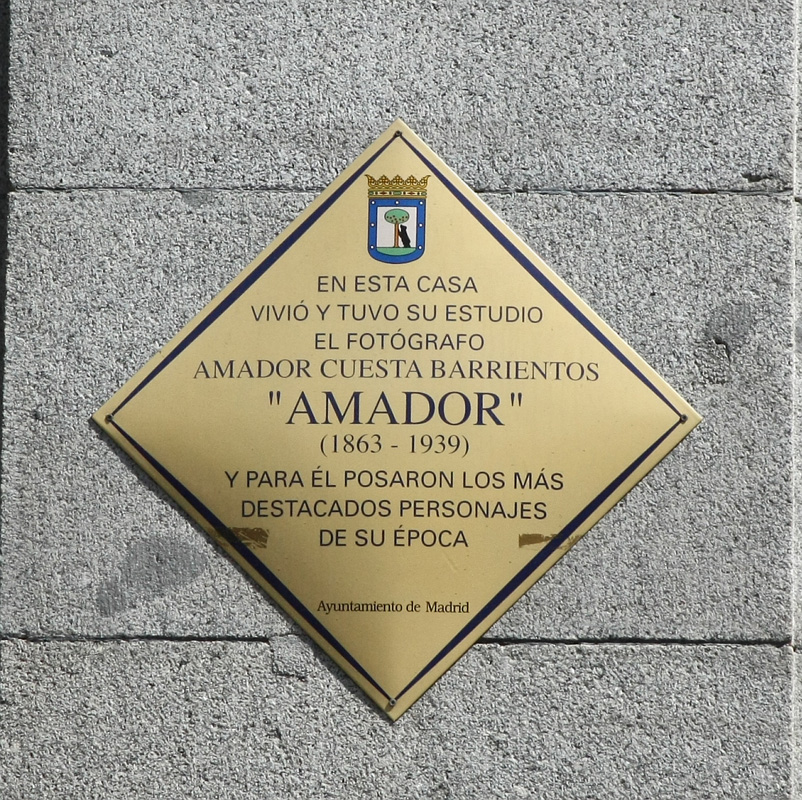 EN ESTA CASA
VIVIÓ Y TUVO SU ESTUDIO
EL FOTÓGRAFO
AMADOR CUESTA BARRIENTOS
"AMADOR"
(1863 - 1939)
Y PARA ÉL POSARON LOS MÁS
DESTACADOS PERSONAJES
DE SU ÉPOCA
Ayuntamiento de Madrid